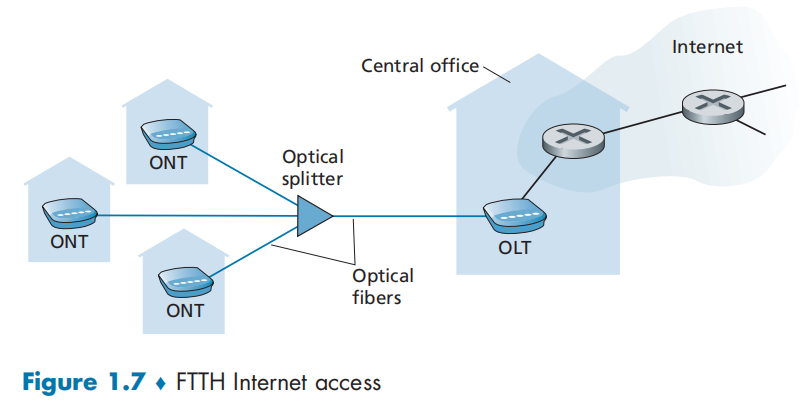 Internet
Central office
ONT
Optical
splitter
ONT
OLT
Optical
fibers
ONT
Figure 1.7 ♦ FTTH Internet access